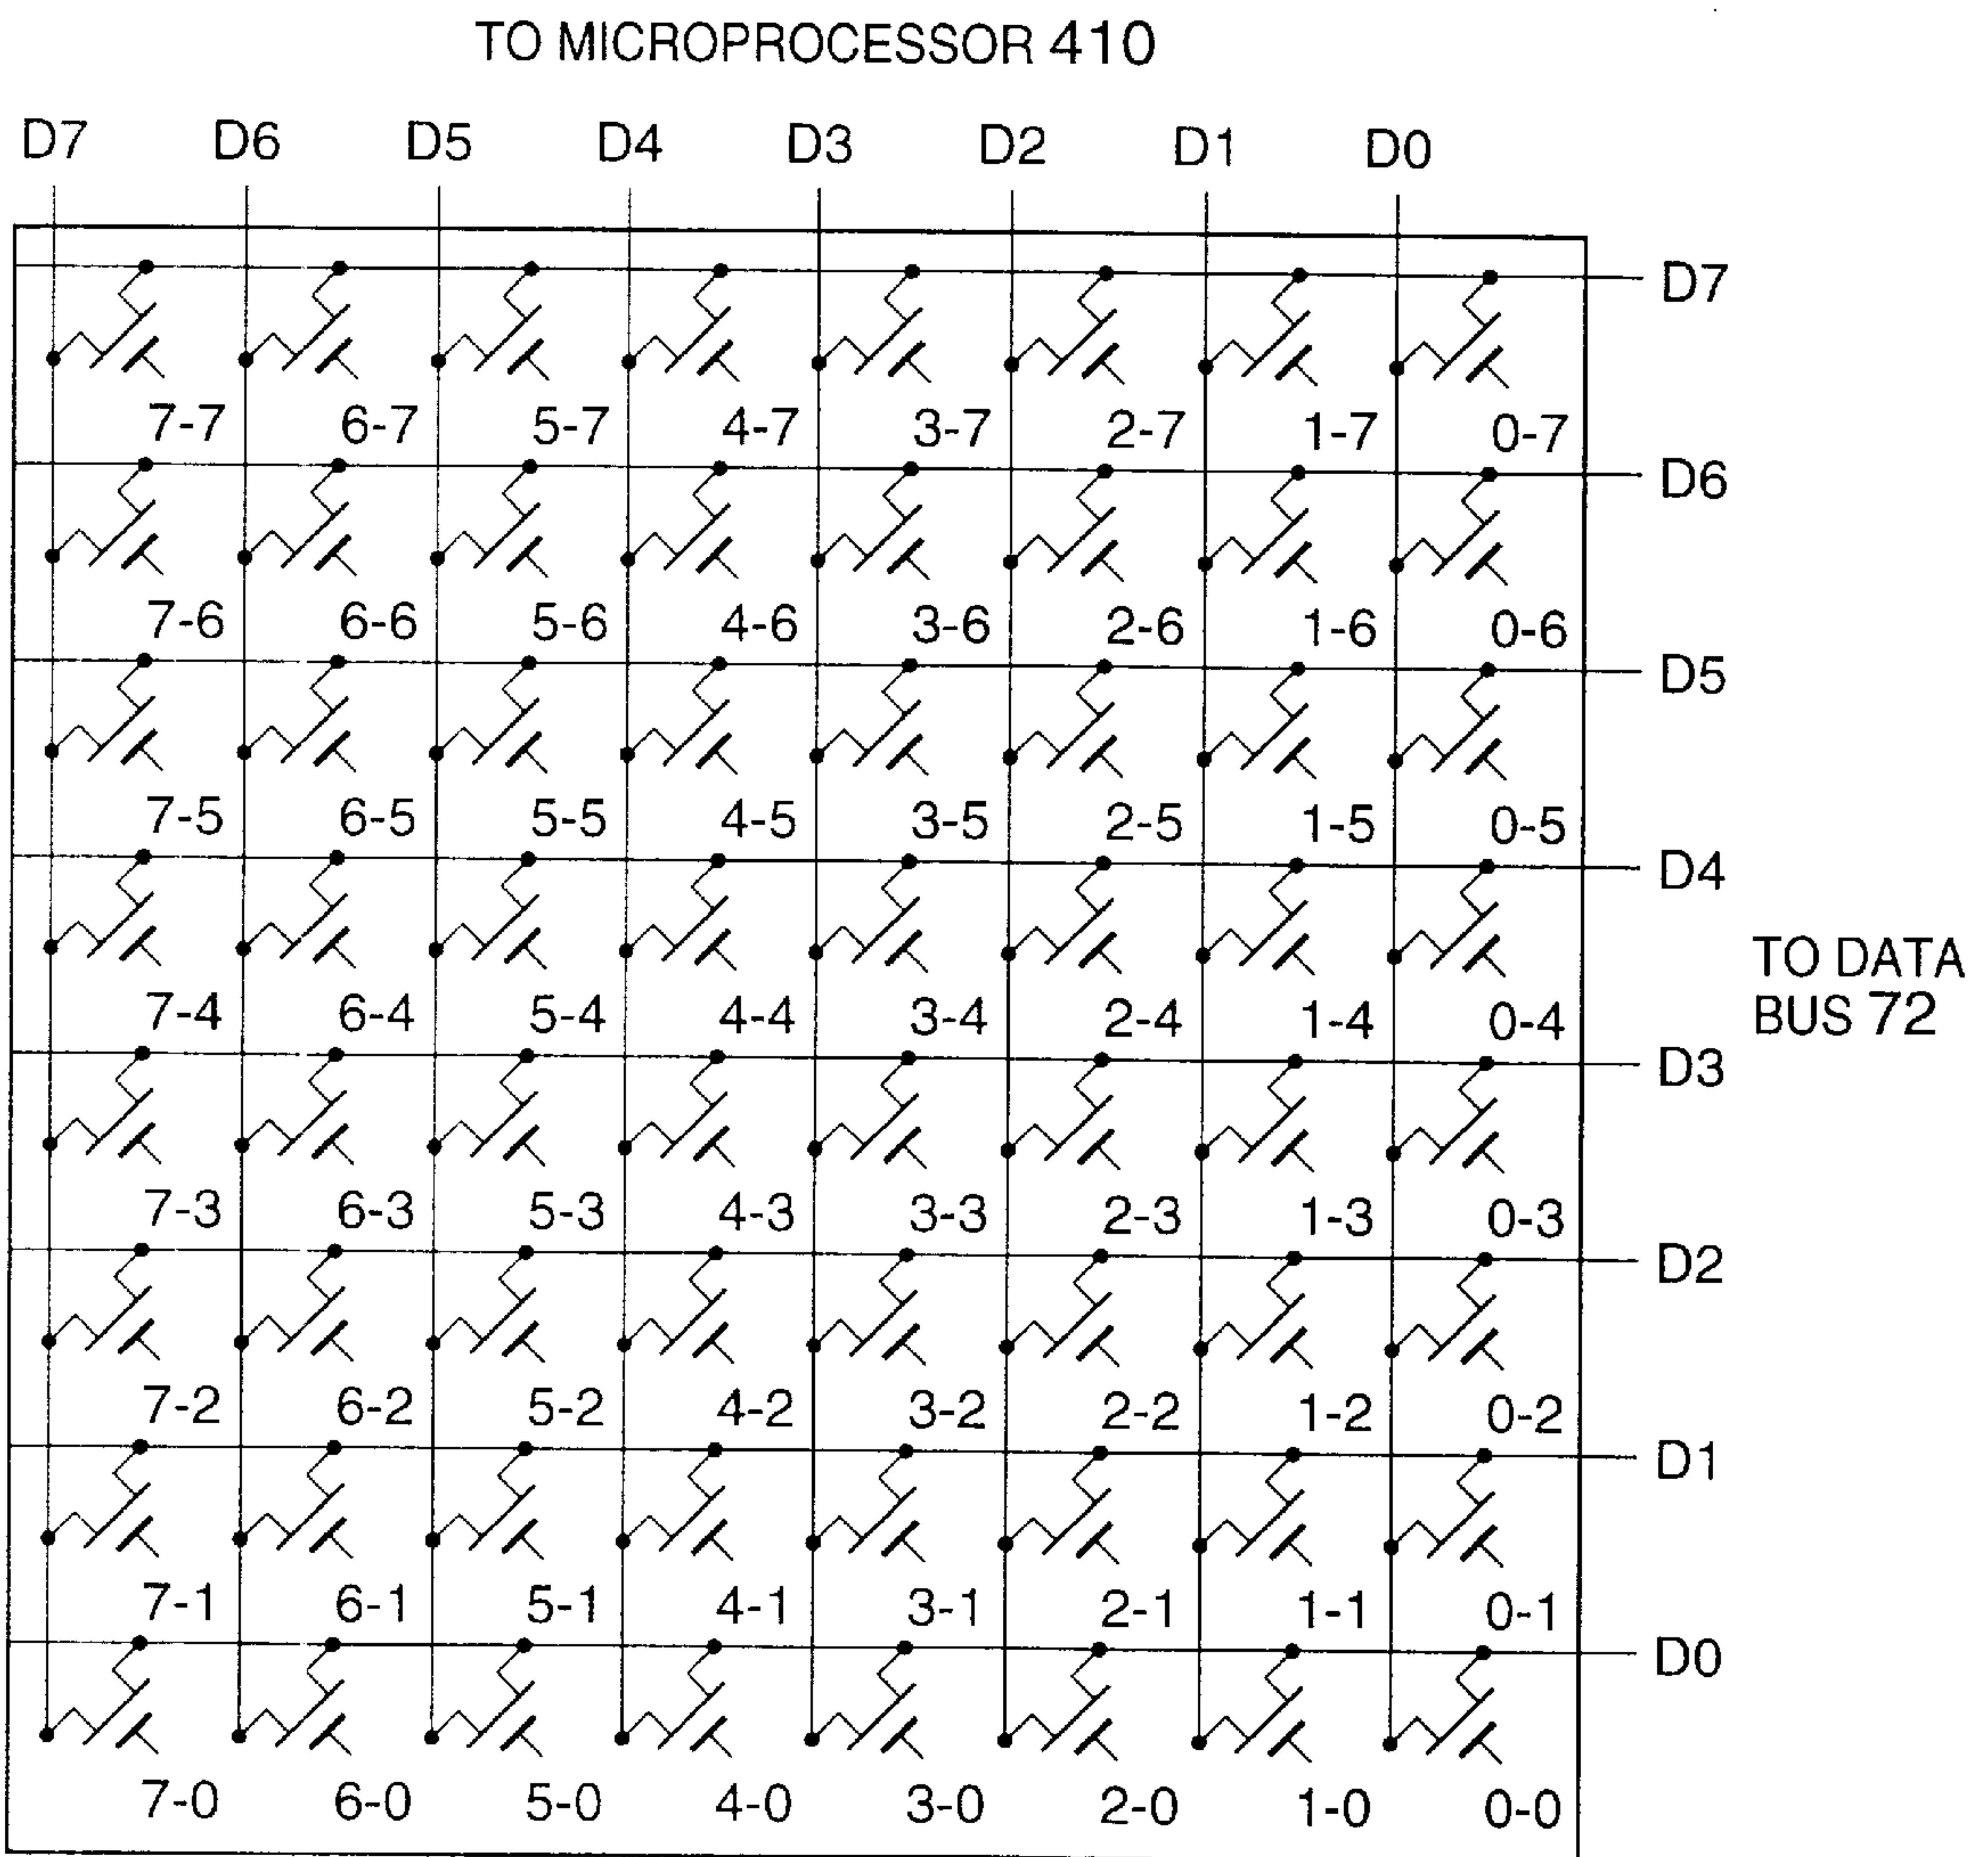 TO MICROPROCESSOR 410
D7 D6 D5 D4 D3 D2 D1 D0
D7
7-7 6-7 5-7 4-7 3-7 2-7 1-7 0-7
D6
7-6 6-6 5-6 4-6 3-6 2-6 1-6 0-6
D5
7-5 6-5 5-5 4-5 3-5 2-5 1-5 0-5
D4
TO DATA
BUS 72
7-4 6-4 5-4 4-4 3-4 2-4 1-4 0-4
D3
7-3 6-3 5-3 4-3 3-3 2-3 1-3 0-3
D2
7-2 6-2 5-2 4-2 3-2 2-2 1-2 0-2
D1
7-1 6-1 5-1 4-1 3-1 2-1 1-1 0-1
D0
7-0 6-0 5-0 4-0 3-0 2-0 1-0 0-0